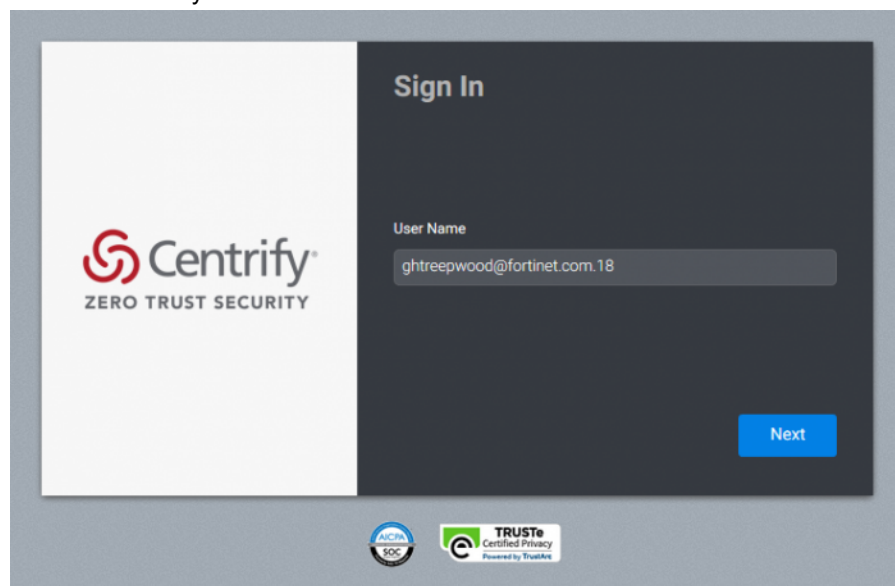 Sign In
User Name
ghtreepwood@fortinet.com.18
Centrify
ZERO TRUST SECURITY
Next
AICPA
SOC
TRUSTe
Certified Privacy
Powered by TrustArc